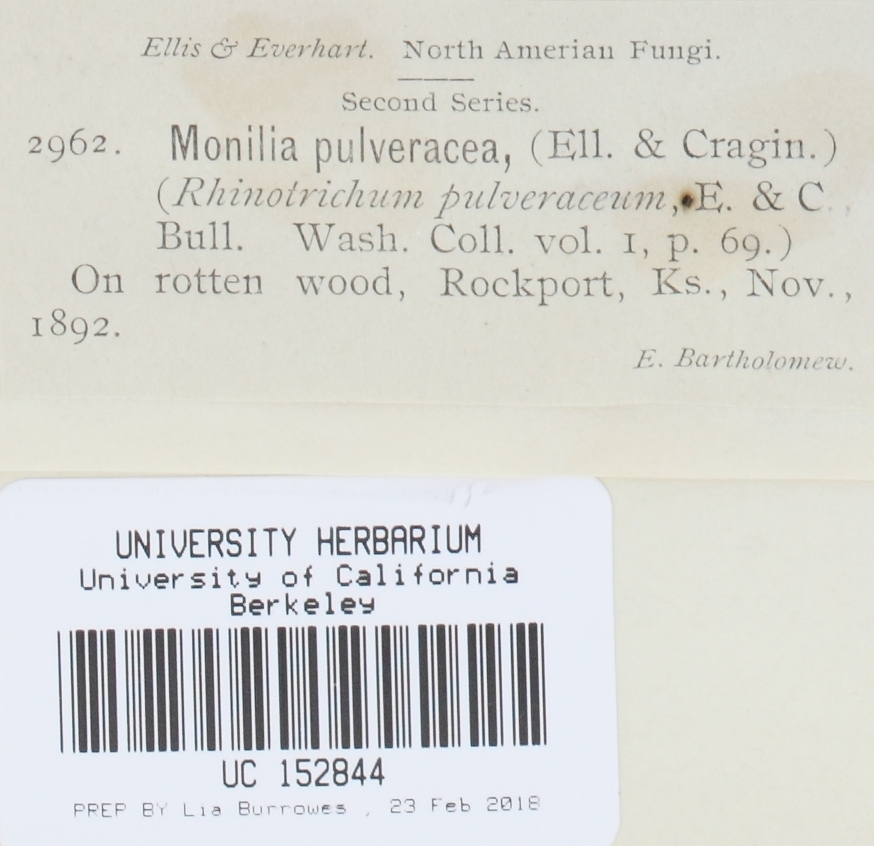 Ellis & Everhart. North Amerian Fungi.
Second Series.
2962. Monilia pulveracea, (Ell. & Cragin.)
(Rhinotrichum pulveraceum, E. & C.,
Bull. Wash. Coll. vol. 1, p. 69.)
On rotten wood, Rockport, Ks., Nov.,
1892.
E. Bartholomew.
UNIVERSITY HERBARIUM
University of California
Berkeley
UC 152844
PREP BY Lia Burrowes , 23 Feb 2018